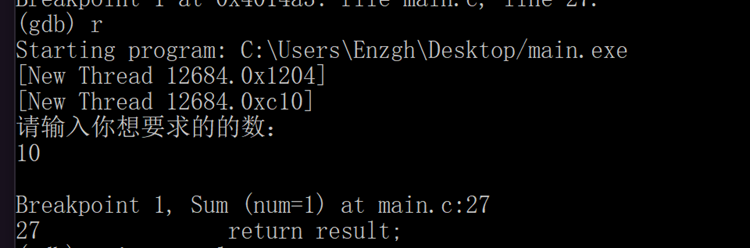 Breakpoint 1 at 0x4014a5: file main.c, line 27.
(gdb) r
Starting program: C:\Users\Enzgh\Desktop/main.exe
[New Thread 12684.0x1204]
[New Thread 12684.0xc10]
请输入你想要求的的数：
10
Breakpoint 1, Sum (num=1) at main.c:27
27 return result;
(gdb)